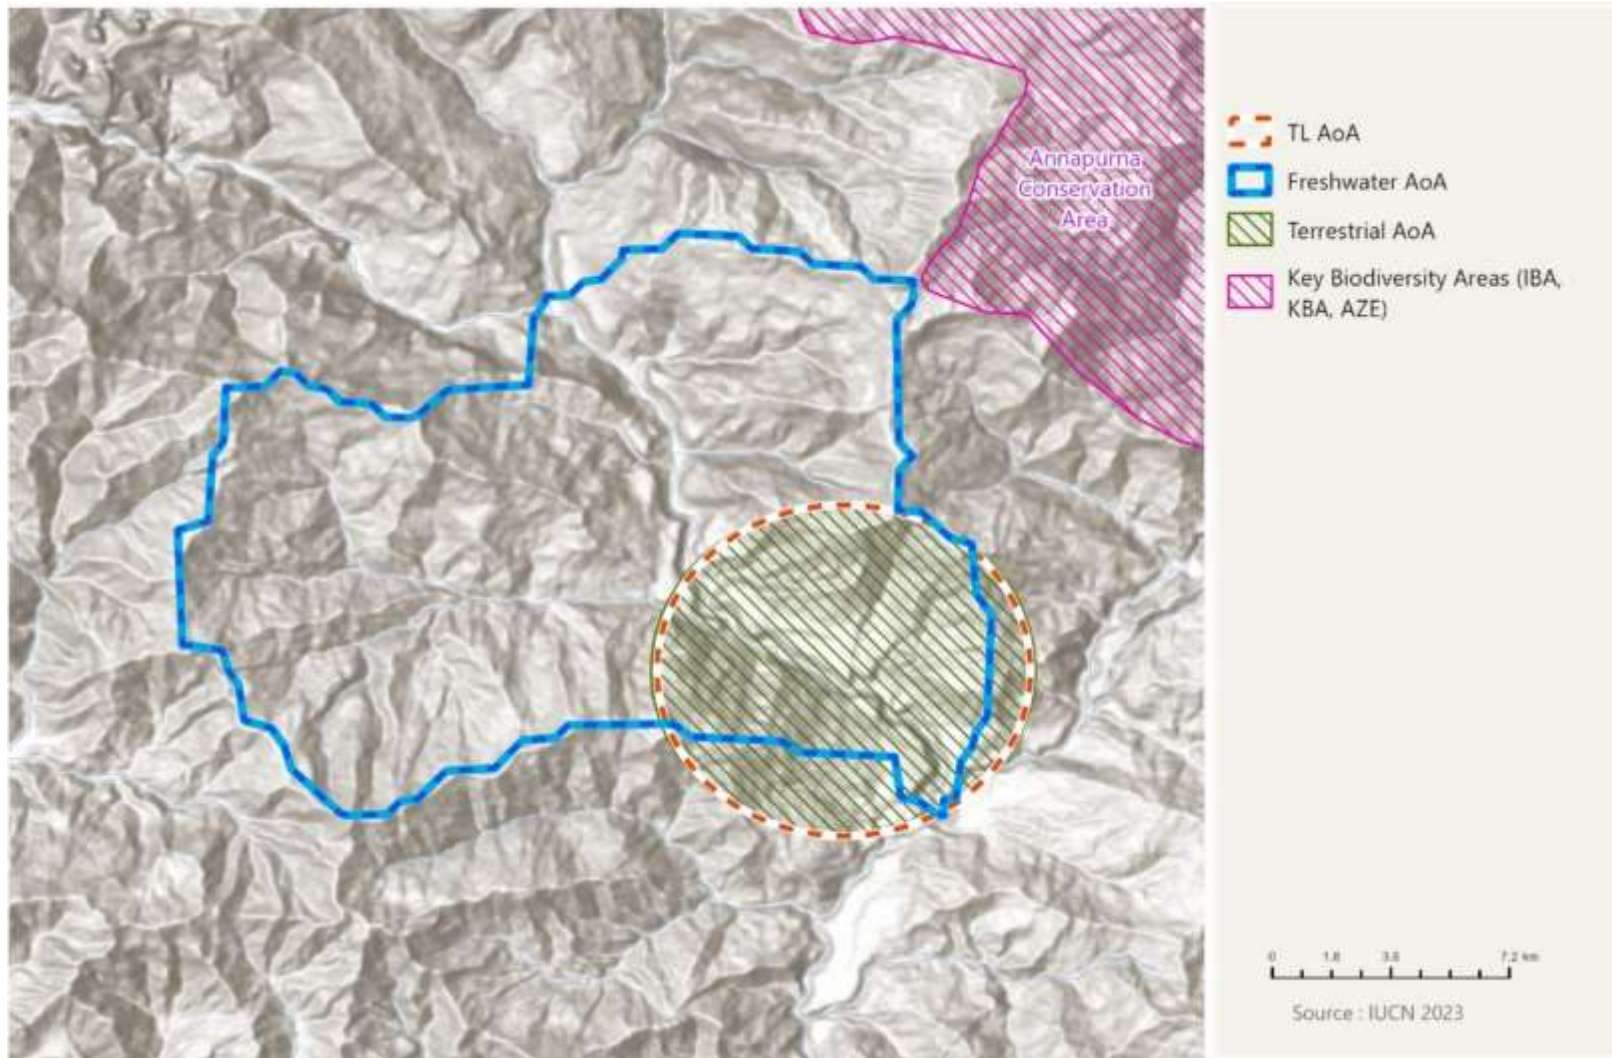 Annapurna
Conservation
Area
TL AoA
Freshwater AoA
Terrestrial AoA
Key Biodiversity Areas (IBA,
KBA, AZE)
0 1.8 3.6 7.2 km
Source : IUCN 2023